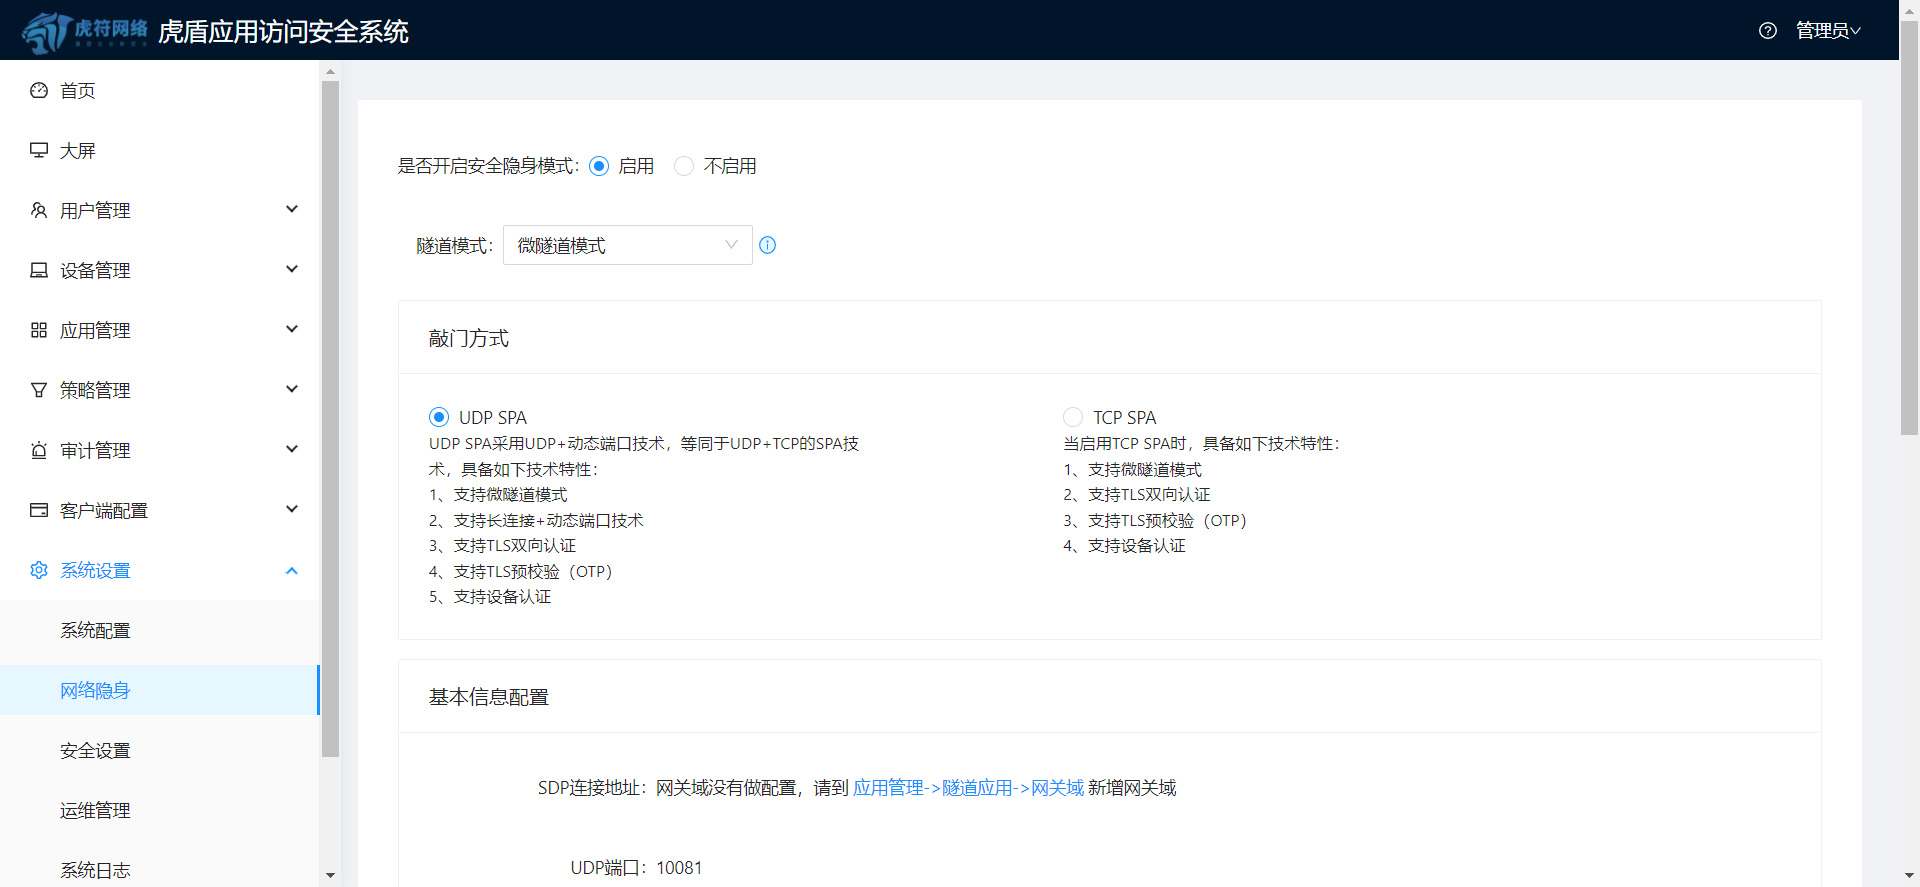 虎符网络
虎盾应用访问安全系统
管理员
首页
大屏
用户管理
设备管理
应用管理
策略管理
审计管理
客户端配置
系统设置
系统配置
网络隐身
安全设置
运维管理
系统日志
是否开启安全隐身模式: 启用 不启用
隧道模式: 微隧道模式
敲门方式
UDP SPA
UDP SPA采用UDP+动态端口技术，等同于UDP+TCP的SPA技
术，具备如下技术特性：
1、支持微隧道模式
2、支持长连接+动态端口技术
3、支持TLS双向认证
4、支持TLS预校验（OTP）
5、支持设备认证
TCP SPA
当启用TCP SPA时，具备如下技术特性：
1、支持微隧道模式
2、支持TLS双向认证
3、支持TLS预校验（OTP）
4、支持设备认证
基本信息配置
SDP连接地址： 网关域没有做配置，请到 应用管理->隧道应用->网关域 新增网关域
UDP端口： 10081